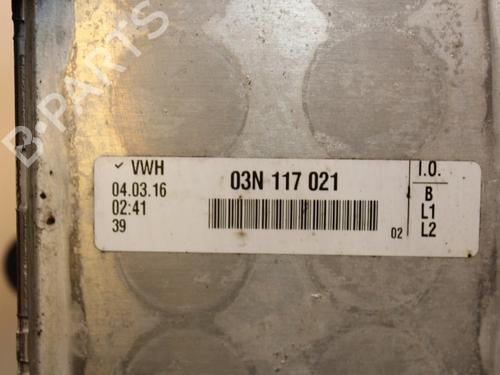 ✓ VWH
04.03.16
02:41
39
03N 117 021
02
I.O.
B
L1
L2
B-PARTS